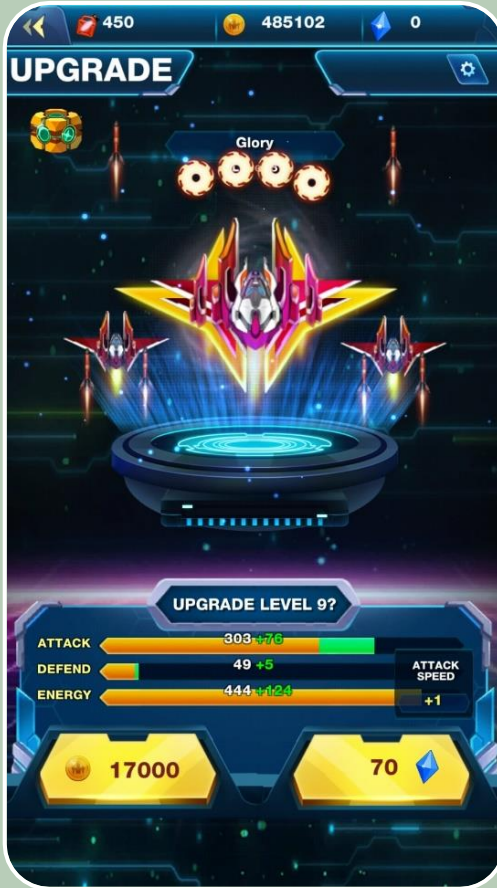 450 485102 0
UPGRADE
Glory
UPGRADE LEVEL 9?
ATTACK 303 +76
DEFEND 49 +5
ENERGY 444 +124
ATTACK
SPEED
+1
17000 70